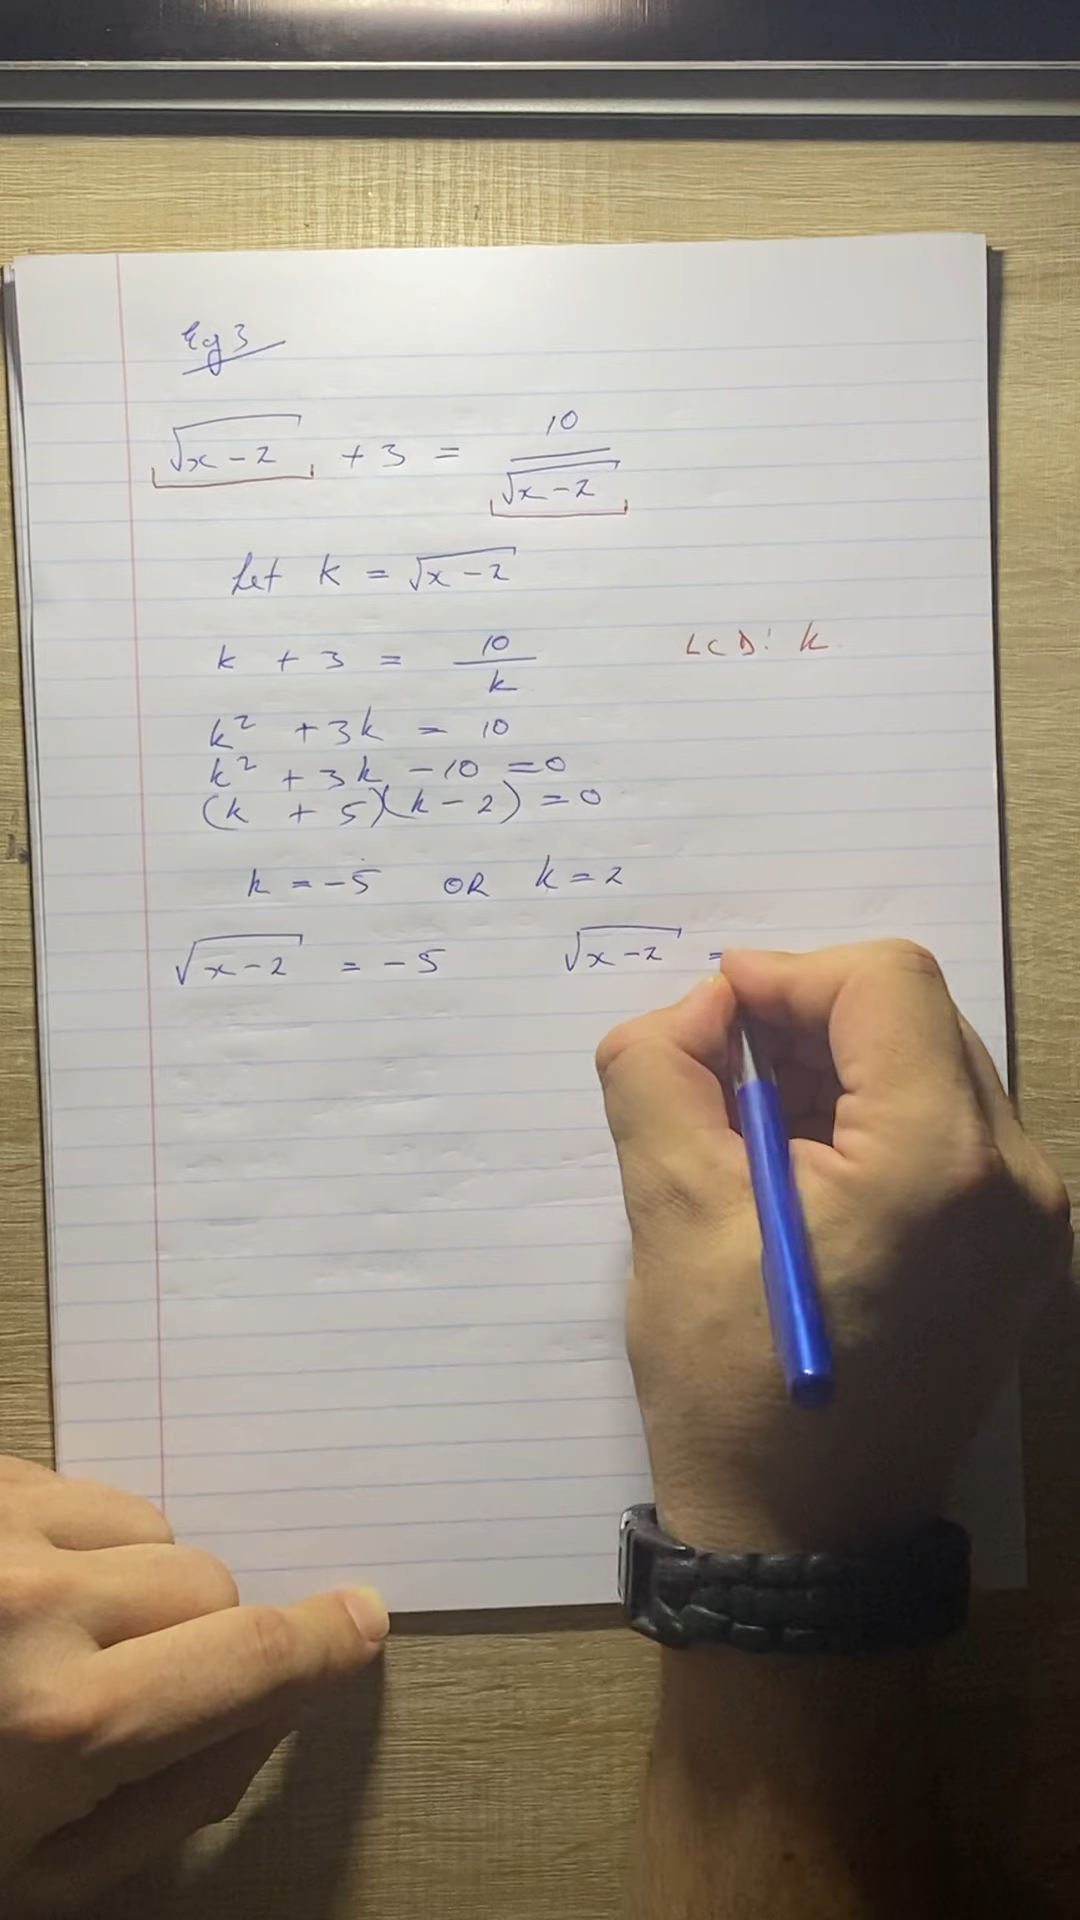 Eg 3
√(x-2) + 3 = 10/√(x-2)
Let k = √(x-2)
k + 3 = 10/k LCD: k
k² + 3k = 10
k² + 3k - 10 = 0
(k + 5)(k - 2) = 0
k = -5 OR k = 2
√(x-2) = -5 √(x-2) =